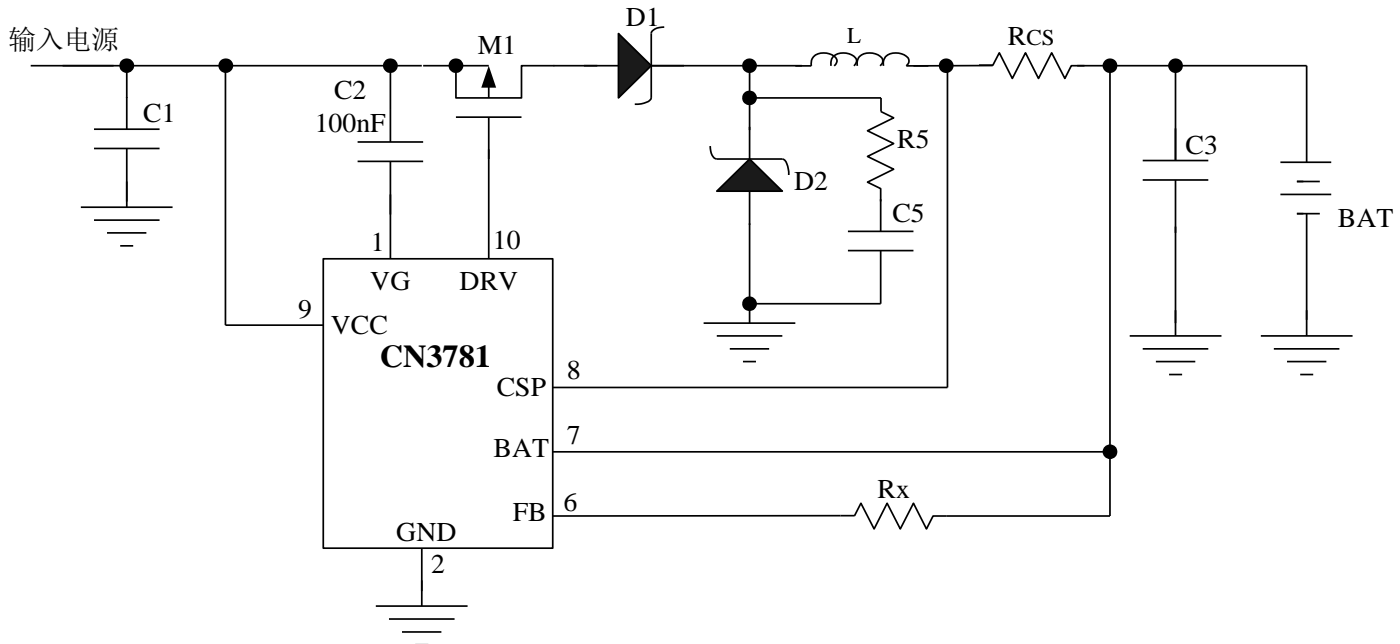 D1
输入电源
M1
L
RCS
C1
C2
100nF
R5
C3
D2
C5
BAT
1
10
VG
DRV
9
VCC
CN3781
8
CSP
7
BAT
Rx
6
FB
GND
2